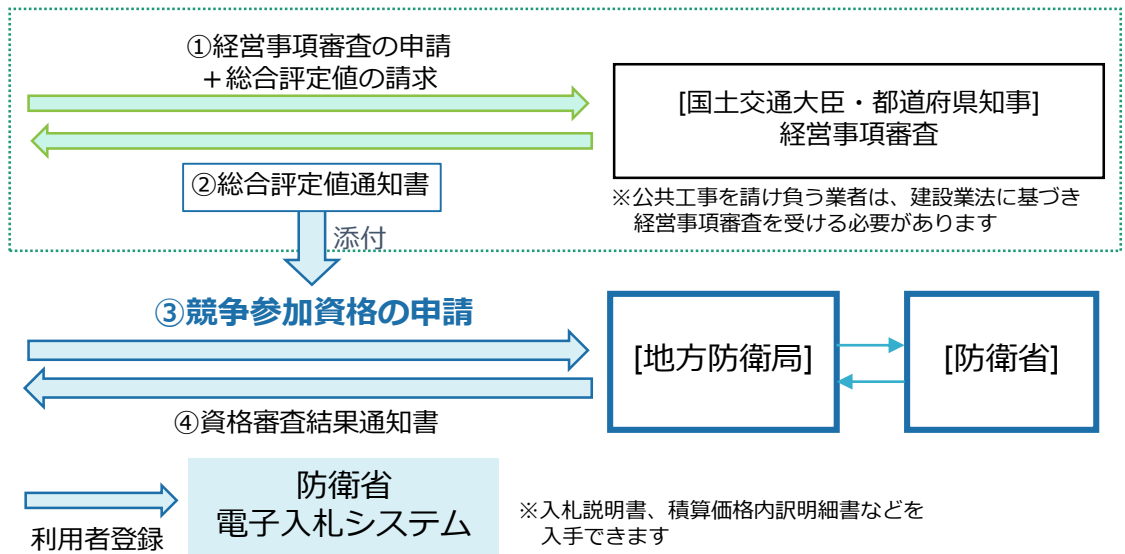 ①経営事項審査の申請
＋総合評定値の請求
[国土交通大臣・都道府県知事]
経営事項審査
②総合評定値通知書
※公共工事を請け負う業者は、建設業法に基づき
経営事項審査を受ける必要があります
添付
③競争参加資格の申請
[地方防衛局]
[防衛省]
④資格審査結果通知書
防衛省
電子入札システム
利用者登録
※入札説明書、積算価格内訳明細書などを
入手できます